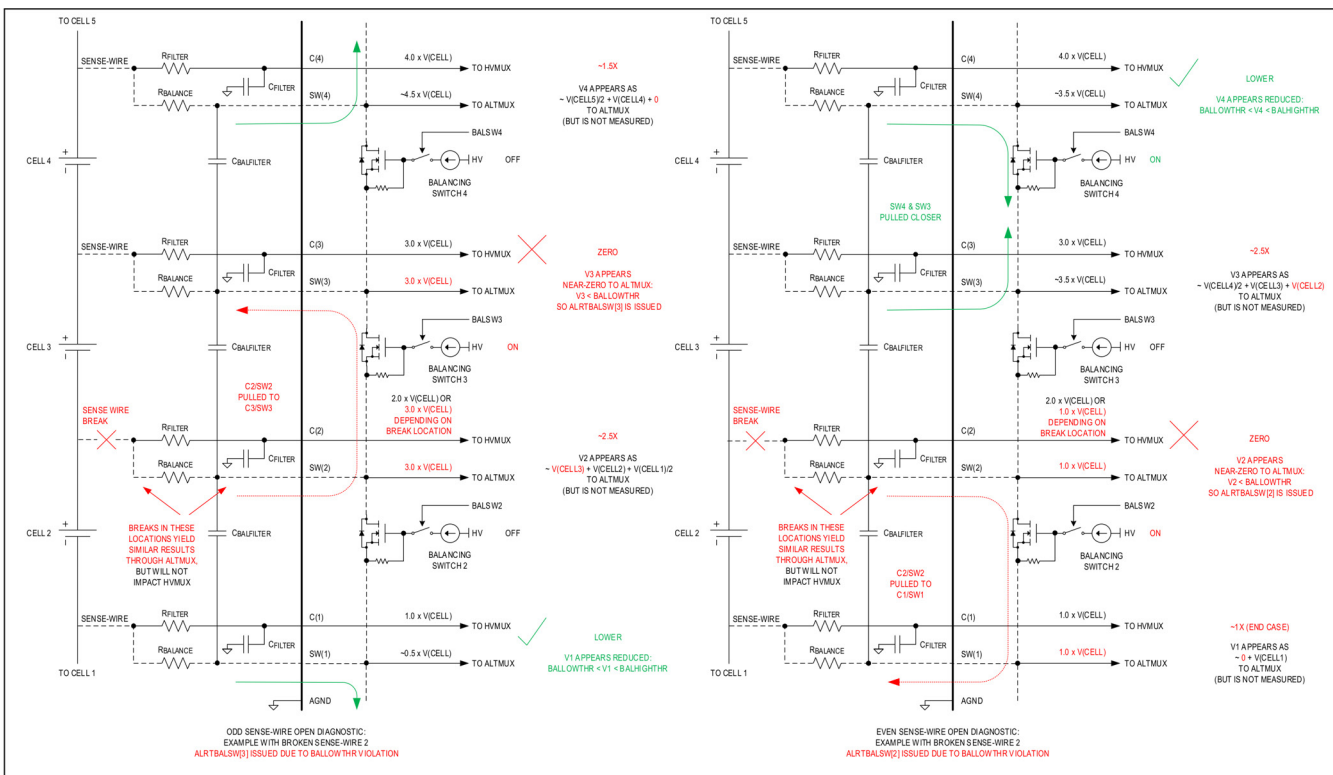 TO CELL 5
SENSE-WIRE
RFILTER
C(4)
4.0 x V(CELL)
TO HVMUX
CFILTER
RBALANCE
SW(4)
~4.5 x V(CELL)
TO ALTMUX
~1.5X
V4 APPEARS AS
~ V(CELL5)/2 + V(CELL4) + 0
TO ALTMUX
(BUT IS NOT MEASURED)
BALSW4
HV
OFF
BALANCING
SWITCH 4
CELL 4
+
−
CBALFILTER
SENSE-WIRE
RFILTER
C(3)
3.0 x V(CELL)
TO HVMUX
CFILTER
RBALANCE
SW(3)
3.0 x V(CELL)
TO ALTMUX
ZERO
V3 APPEARS
NEAR-ZERO TO ALTMUX:
V3 < BALLOWTHR
SO ALRTBALSW[3] IS ISSUED
BALSW3
HV
ON
BALANCING
SWITCH 3
CELL 3
+
−
CBALFILTER
C2/SW2
PULLED TO
C3/SW3
2.0 x V(CELL) OR
3.0 x V(CELL)
DEPENDING ON
BREAK LOCATION
SENSE WIRE
BREAK
RFILTER
C(2)
TO HVMUX
CFILTER
RBALANCE
SW(2)
3.0 x V(CELL)
TO ALTMUX
~2.5X
V2 APPEARS AS
~ V(CELL3) + V(CELL2) + V(CELL1)/2
TO ALTMUX
(BUT IS NOT MEASURED)
BALSW2
HV
OFF
BALANCING
SWITCH 2
CELL 2
+
−
CBALFILTER
BREAKS IN THESE
LOCATIONS YIELD
SIMILAR RESULTS
THROUGH ALTMUX,
BUT WILL NOT
IMPACT HVMUX
SENSE-WIRE
RFILTER
C(1)
1.0 x V(CELL)
TO HVMUX
CFILTER
RBALANCE
SW(1)
~0.5 x V(CELL)
TO ALTMUX
LOWER
V1 APPEARS REDUCED:
BALLOWTHR < V1 < BALHIGHTHR
TO CELL 1
AGND
ODD SENSE-WIRE OPEN DIAGNOSTIC:
EXAMPLE WITH BROKEN SENSE-WIRE 2
ALRTBALSW[3] ISSUED DUE TO BALLOWTHR VIOLATION
TO CELL 5
SENSE-WIRE
RFILTER
C(4)
4.0 x V(CELL)
TO HVMUX
CFILTER
RBALANCE
SW(4)
~3.5 x V(CELL)
TO ALTMUX
LOWER
V4 APPEARS REDUCED:
BALLOWTHR < V4 < BALHIGHTHR
BALSW4
HV
ON
BALANCING
SWITCH 4
CELL 4
+
−
CBALFILTER
SW4 & SW3
PULLED CLOSER
SENSE-WIRE
RFILTER
C(3)
3.0 x V(CELL)
TO HVMUX
CFILTER
RBALANCE
SW(3)
~3.5 x V(CELL)
TO ALTMUX
~2.5X
V3 APPEARS AS
~ V(CELL4)/2 + V(CELL3) + V(CELL2)
TO ALTMUX
(BUT IS NOT MEASURED)
BALSW3
HV
OFF
BALANCING
SWITCH 3
CELL 3
+
−
CBALFILTER
2.0 x V(CELL) OR
1.0 x V(CELL)
DEPENDING ON
BREAK LOCATION
SENSE-WIRE
BREAK
RFILTER
C(2)
TO HVMUX
CFILTER
RBALANCE
SW(2)
1.0 x V(CELL)
TO ALTMUX
ZERO
V2 APPEARS
NEAR-ZERO TO ALTMUX:
V2 < BALLOWTHR
SO ALRTBALSW[2] IS ISSUED
BALSW2
HV
ON
BALANCING
SWITCH 2
CELL 2
+
−
CBALFILTER
BREAKS IN THESE
LOCATIONS YIELD
SIMILAR RESULTS
THROUGH ALTMUX,
BUT WILL NOT
IMPACT HVMUX
C2/SW2
PULLED TO
C1/SW1
SENSE-WIRE
RFILTER
C(1)
1.0 x V(CELL)
TO HVMUX
CFILTER
RBALANCE
SW(1)
1.0 x V(CELL)
TO ALTMUX
~1X (END CASE)
V1 APPEARS AS
~ 0 + V(CELL1)
TO ALTMUX
(BUT IS NOT MEASURED)
TO CELL 1
AGND
EVEN SENSE-WIRE OPEN DIAGNOSTIC:
EXAMPLE WITH BROKEN SENSE-WIRE 2
ALRTBALSW[2] ISSUED DUE TO BALLOWTHR VIOLATION